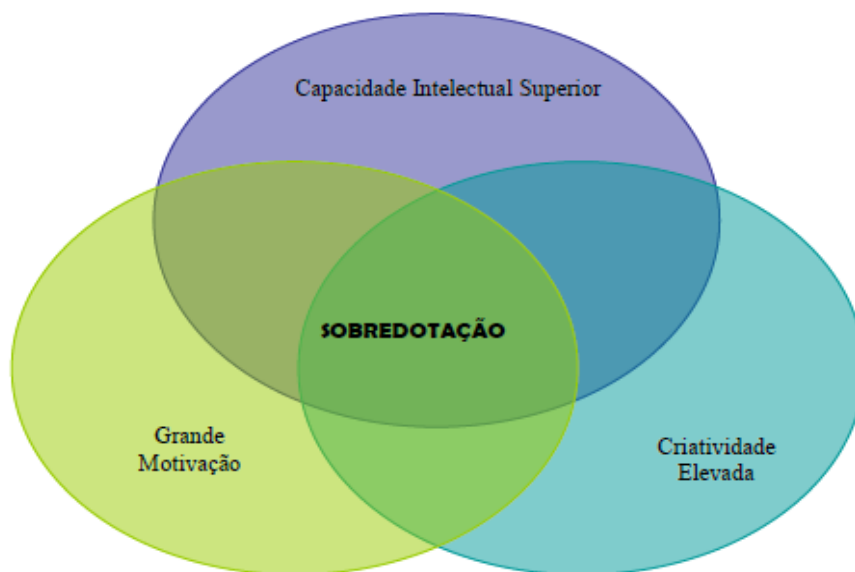 Capacidade Intelectual Superior
SOBREDOTAÇÃO
Grande
Motivação
Criatividade
Elevada